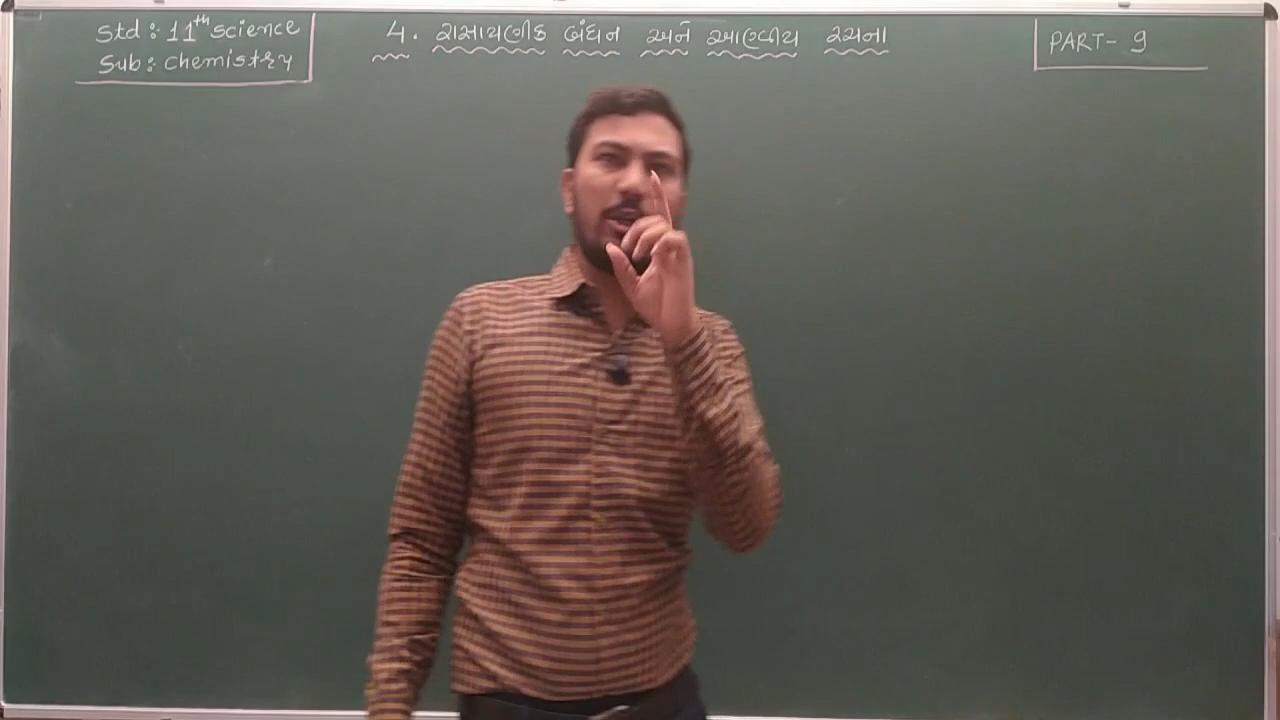 Std : 11th science
Sub : chemistry
4. રાસાયણીક બંધન અને આણ્વીય રચના
PART- 9